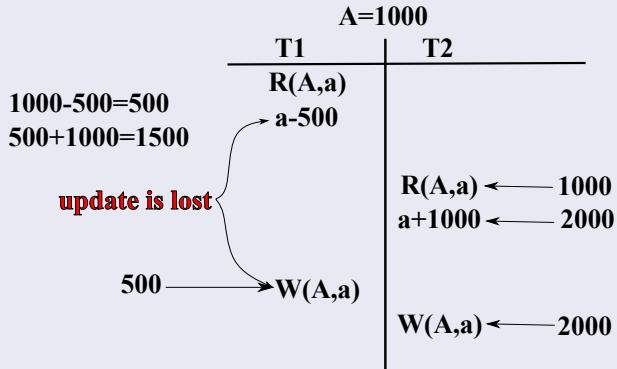 A=1000
T1 T2
R(A,a)
1000-500=500
a-500
500+1000=1500
R(A,a) 1000
update is lost
a+1000 2000
500 W(A,a)
W(A,a) 2000